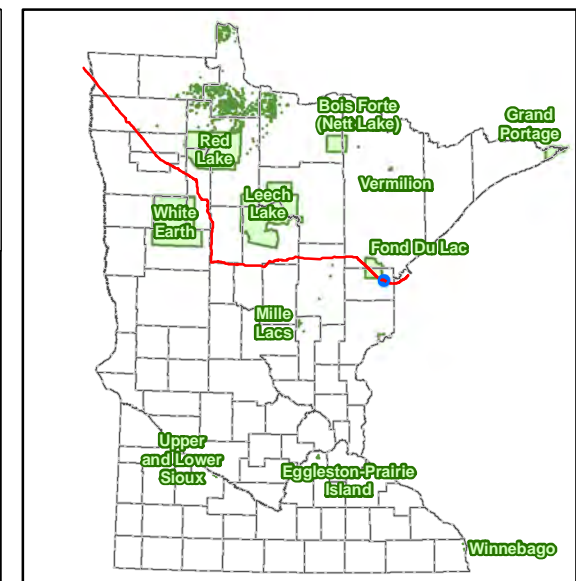 Bois Forte
(Nett Lake)
Grand
Portage
Red
Lake
Vermilion
Leech
Lake
White
Earth
Fond Du Lac
Mille
Lacs
Upper
and Lower
Sioux
Eggleston-Prairie
Island
Winnebago